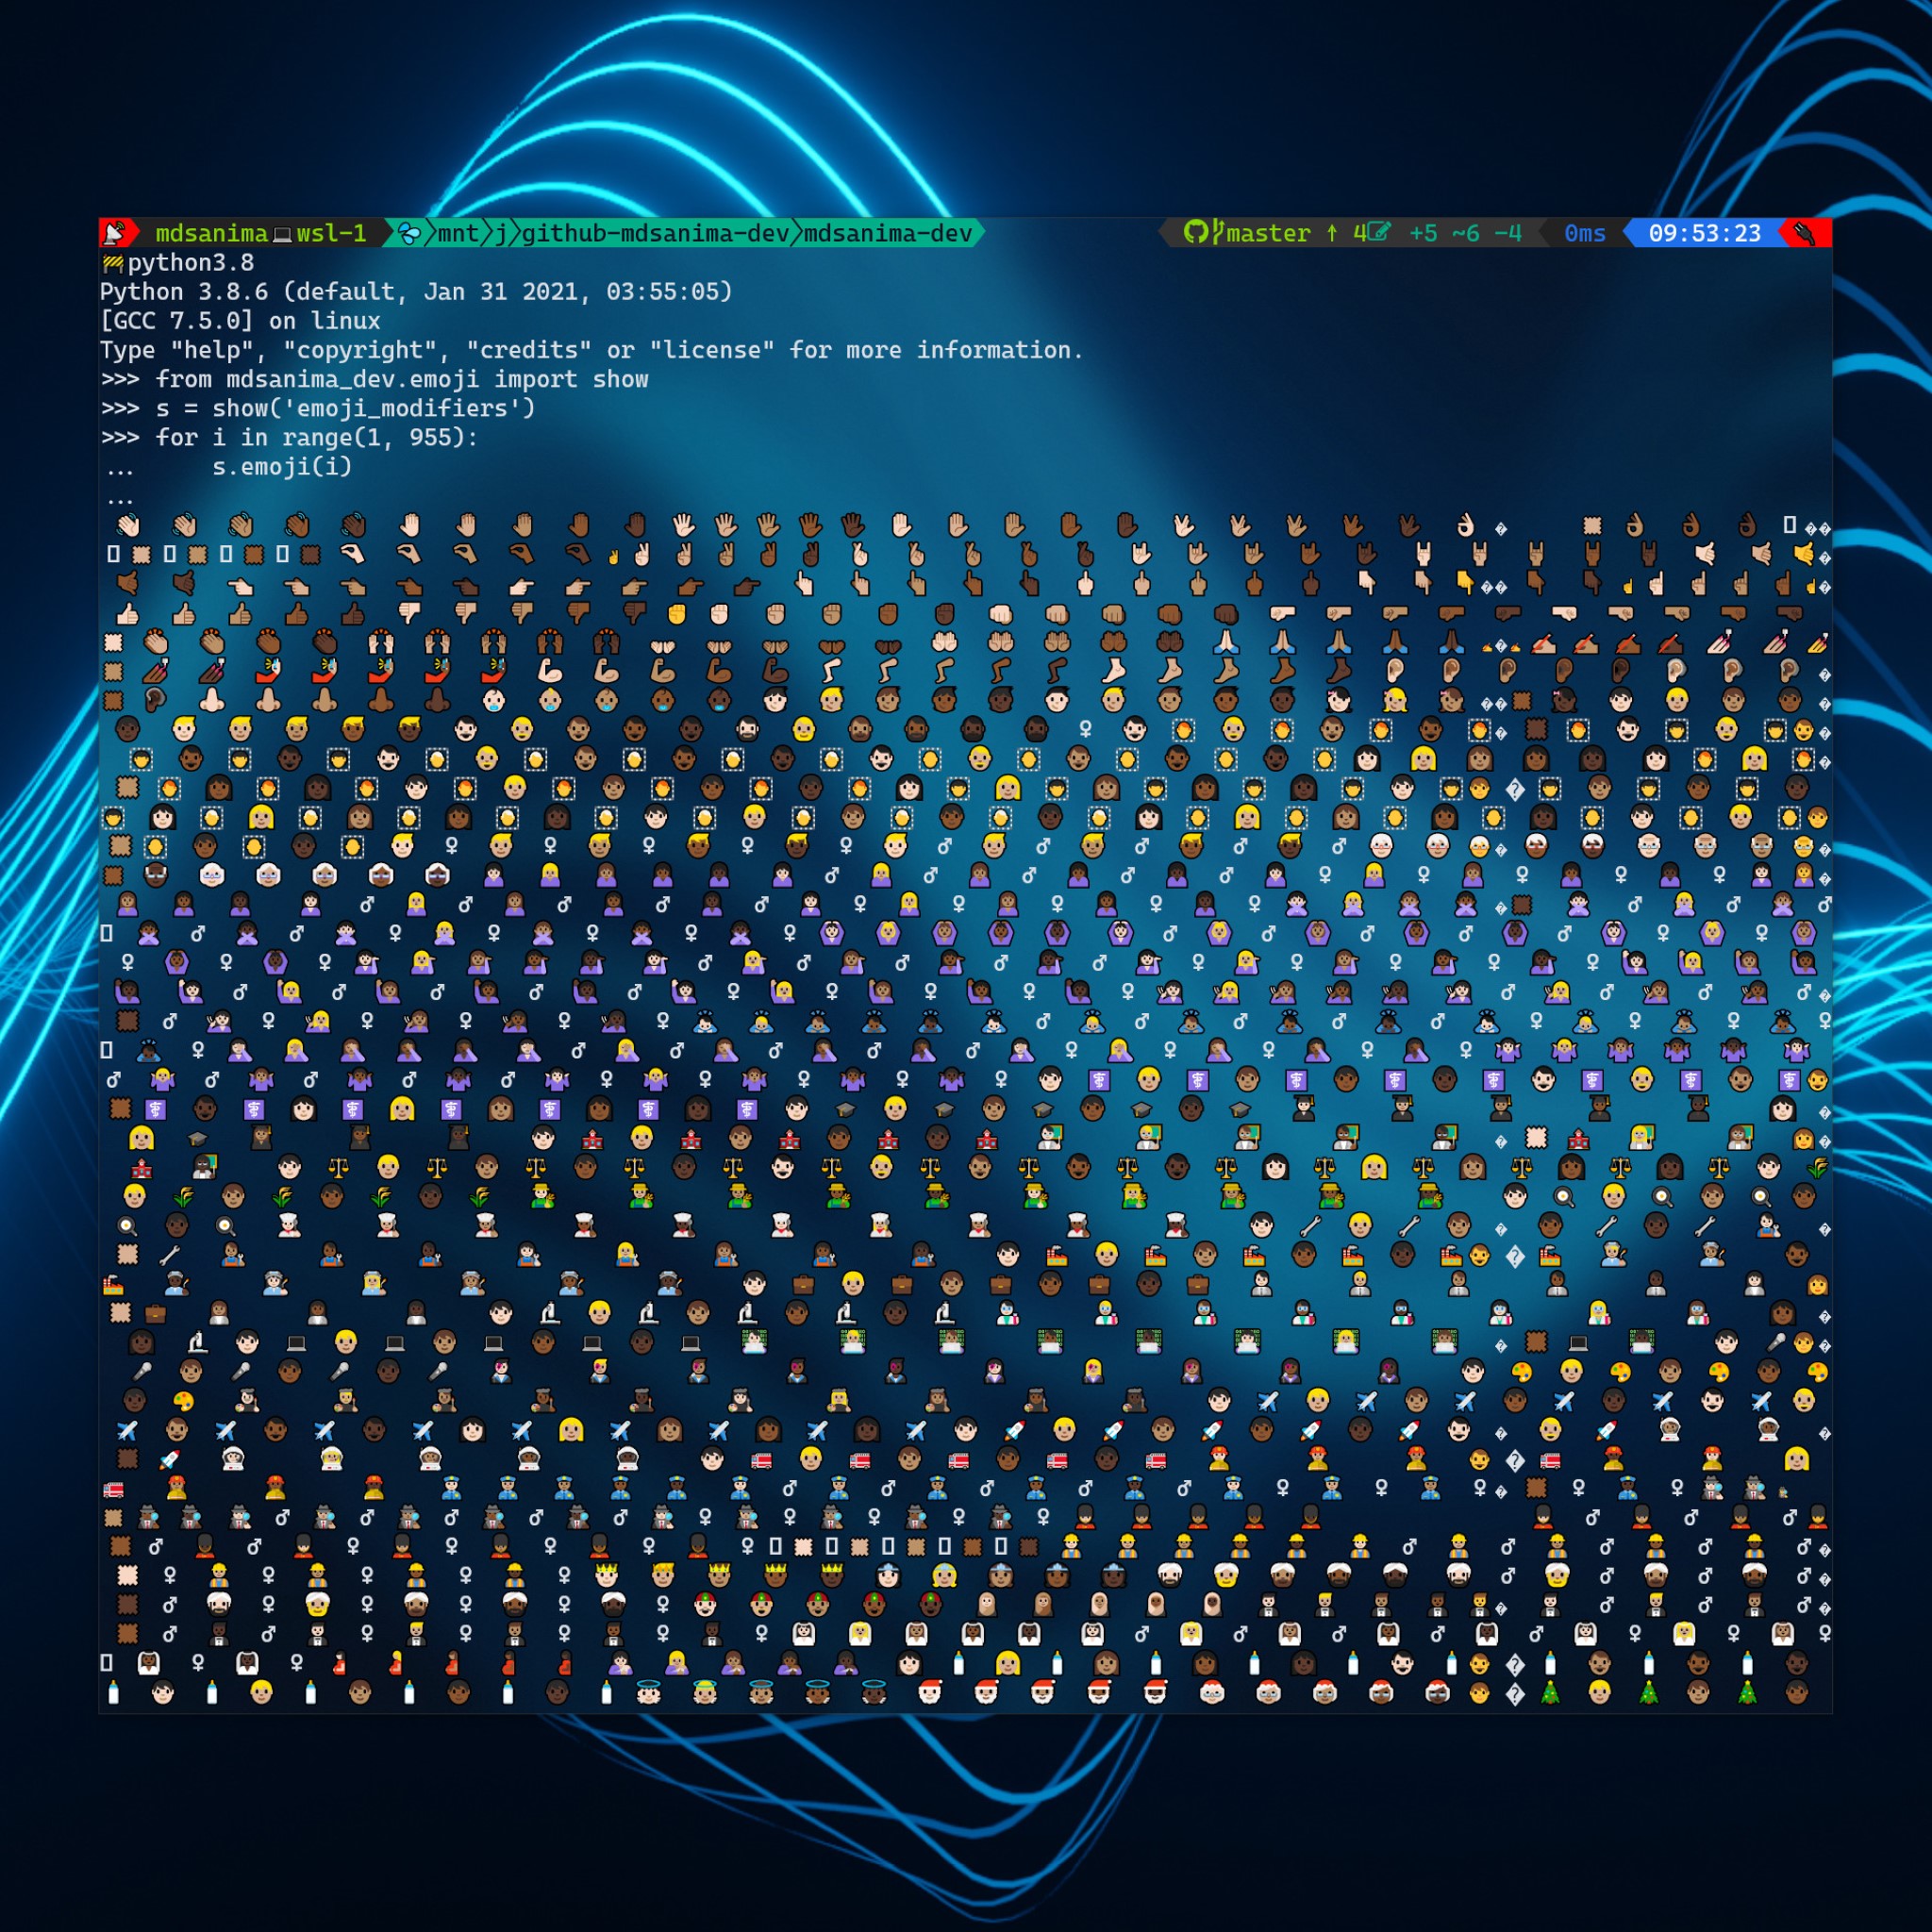 mdsanima wsl-1 mnt j github-mdsanima-dev mdsanima-dev master ↑ 4 +5 ~6 -4 0ms 09:53:23
python3.8
Python 3.8.6 (default, Jan 31 2021, 03:55:05)
[GCC 7.5.0] on linux
Type "help", "copyright", "credits" or "license" for more information.
>>> from mdsanima_dev.emoji import show
>>> s = show('emoji_modifiers')
>>> for i in range(1, 955):
... s.emoji(i)
...